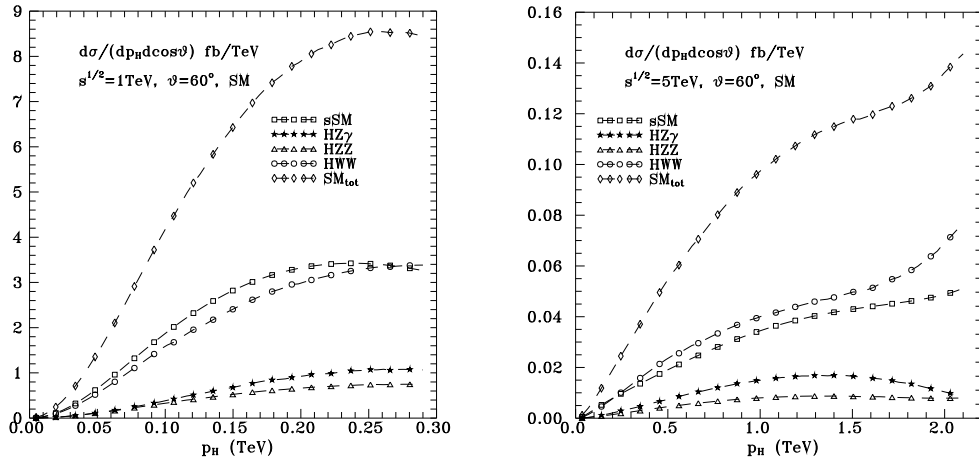 9
8
7
6
5
4
3
2
1
0
0.00 0.05 0.10 0.15 0.20 0.25 0.30
p_H (TeV)
dσ/(dp_Hdcosϑ) fb/TeV
s^1/2=1TeV, ϑ=60°, SM
sSM
HZγ
HZZ
HWW
SM_tot
0.16
0.14
0.12
0.10
0.08
0.06
0.04
0.02
0.00
0.0 0.5 1.0 1.5 2.0
p_H (TeV)
dσ/(dp_Hdcosϑ) fb/TeV
s^1/2=5TeV, ϑ=60°, SM
sSM
HZγ
HZZ
HWW
SM_tot